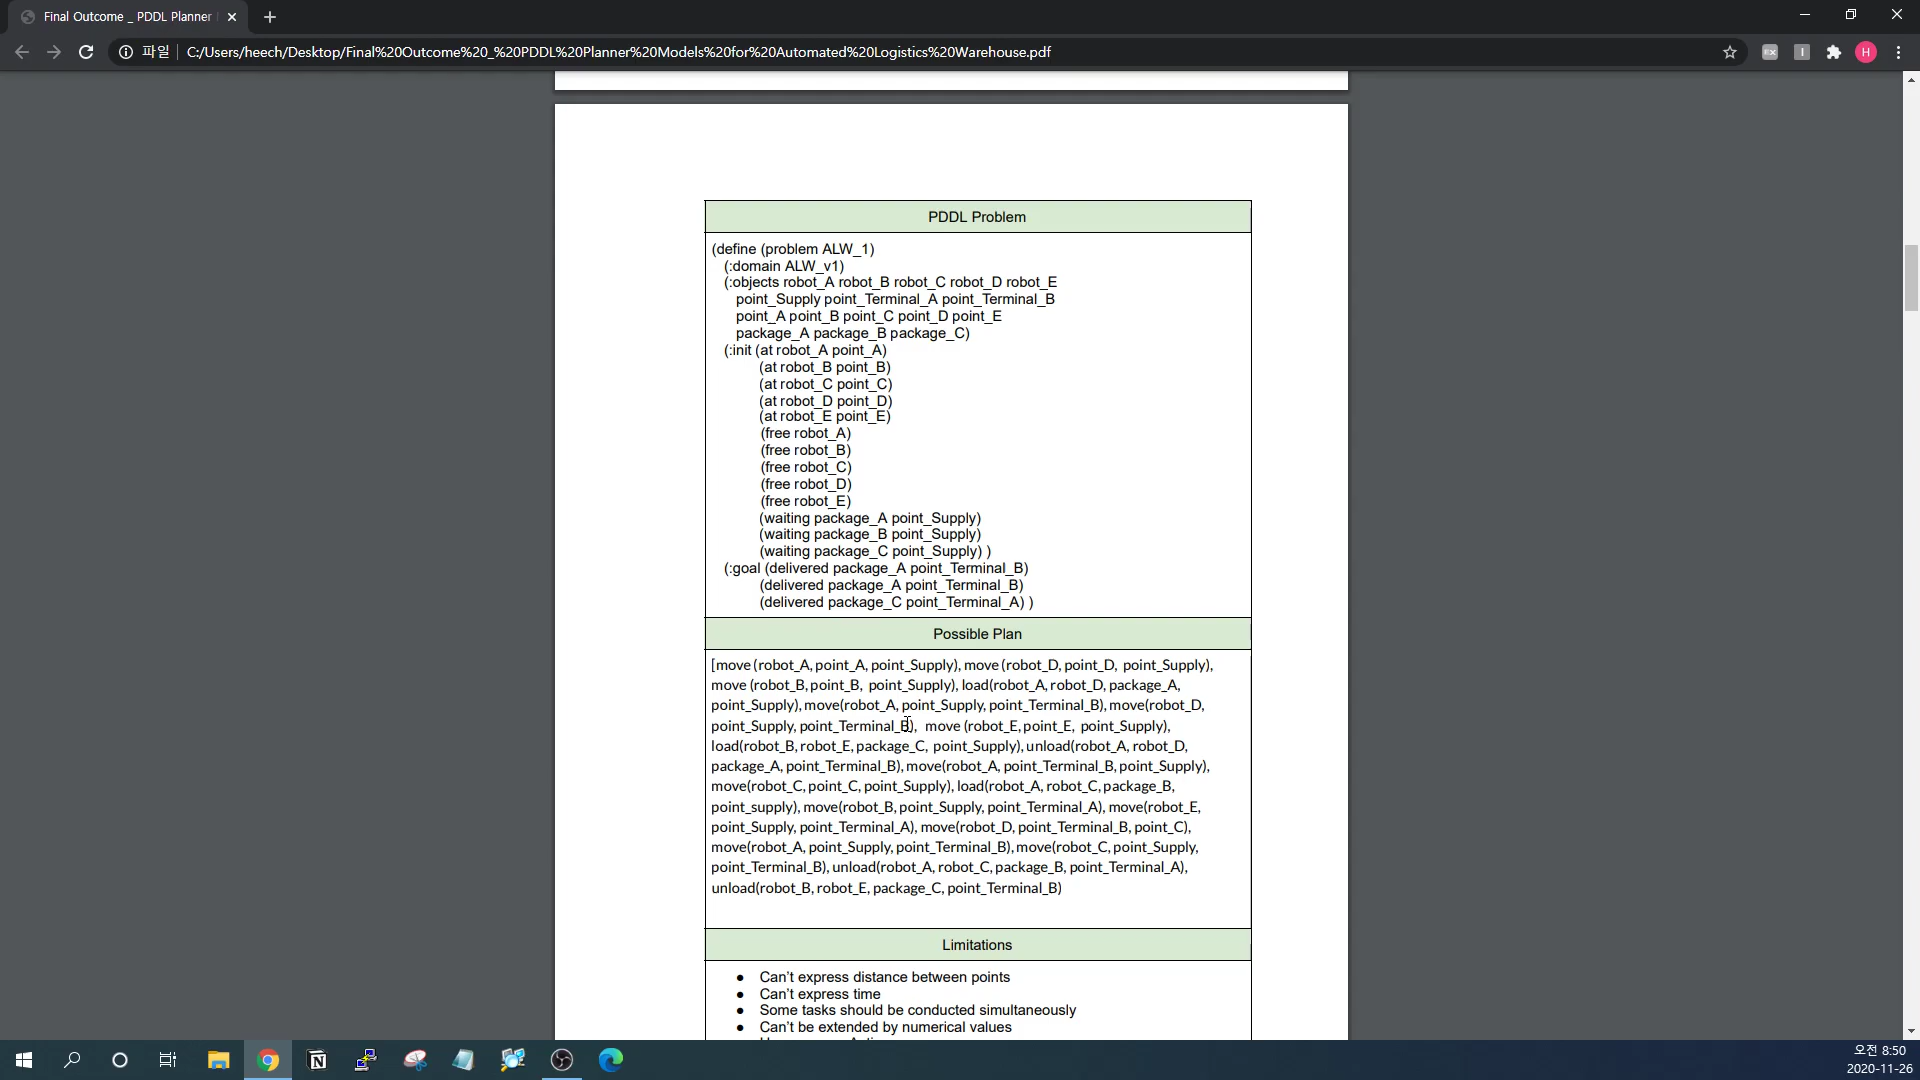 Final Outcome _ PDDL Planner
파일
C:/Users/heech/Desktop/Final%20Outcome%20_%20PDDL%20Planner%20Models%20for%20Automated%20Logistics%20Warehouse.pdf
EX
I
H
PDDL Problem
(define (problem ALW_1)
(:domain ALW_v1)
(:objects robot_A robot_B robot_C robot_D robot_E
point_Supply point_Terminal_A point_Terminal_B
point_A point_B point_C point_D point_E
package_A package_B package_C)
(:init (at robot_A point_A)
(at robot_B point_B)
(at robot_C point_C)
(at robot_D point_D)
(at robot_E point_E)
(free robot_A)
(free robot_B)
(free robot_C)
(free robot_D)
(free robot_E)
(waiting package_A point_Supply)
(waiting package_B point_Supply)
(waiting package_C point_Supply) )
(:goal (delivered package_A point_Terminal_B)
(delivered package_A point_Terminal_B)
(delivered package_C point_Terminal_A) )
Possible Plan
[move (robot_A, point_A, point_Supply), move (robot_D, point_D, point_Supply),
move (robot_B, point_B, point_Supply), load(robot_A, robot_D, package_A,
point_Supply), move(robot_A, point_Supply, point_Terminal_B), move(robot_D,
point_Supply, point_Terminal_B), move (robot_E, point_E, point_Supply),
load(robot_B, robot_E, package_C, point_Supply), unload(robot_A, robot_D,
package_A, point_Terminal_B), move(robot_A, point_Terminal_B, point_Supply),
move(robot_C, point_C, point_Supply), load(robot_A, robot_C, package_B,
point_supply), move(robot_B, point_Supply, point_Terminal_A), move(robot_E,
point_Supply, point_Terminal_A), move(robot_D, point_Terminal_B, point_C),
move(robot_A, point_Supply, point_Terminal_B), move(robot_C, point_Supply,
point_Terminal_B), unload(robot_A, robot_C, package_B, point_Terminal_A),
unload(robot_B, robot_E, package_C, point_Terminal_B)
Limitations
● Can't express distance between points
● Can't express time
● Some tasks should be conducted simultaneously
● Can't be extended by numerical values
오전 8:50
2020-11-26